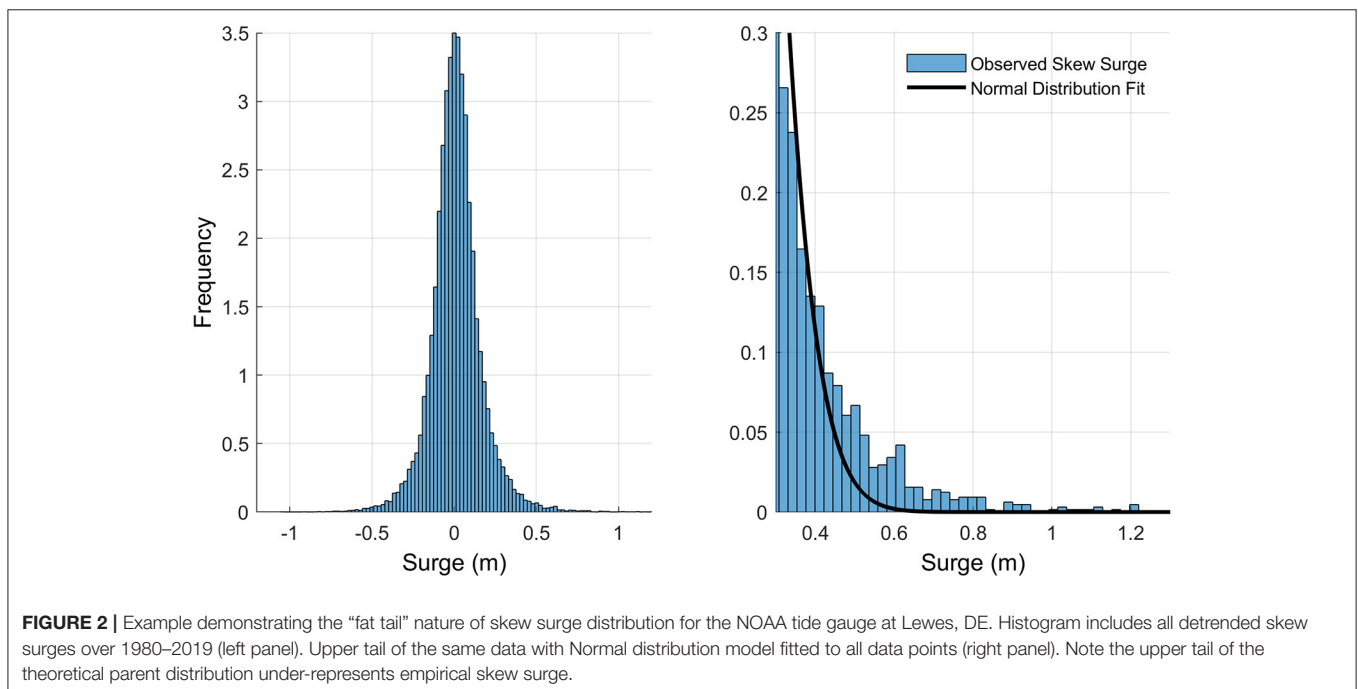 3.5
3
2.5
2
1.5
1
0.5
0
Frequency
-1 -0.5 0 0.5 1
Surge (m)
0.3
0.25
0.2
0.15
0.1
0.05
0
Observed Skew Surge
Normal Distribution Fit
0.4 0.6 0.8 1 1.2
Surge (m)
FIGURE 2 | Example demonstrating the “fat tail” nature of skew surge distribution for the NOAA tide gauge at Lewes, DE. Histogram includes all detrended skew
surges over 1980–2019 (left panel). Upper tail of the same data with Normal distribution model fitted to all data points (right panel). Note the upper tail of the
theoretical parent distribution under-represents empirical skew surge.